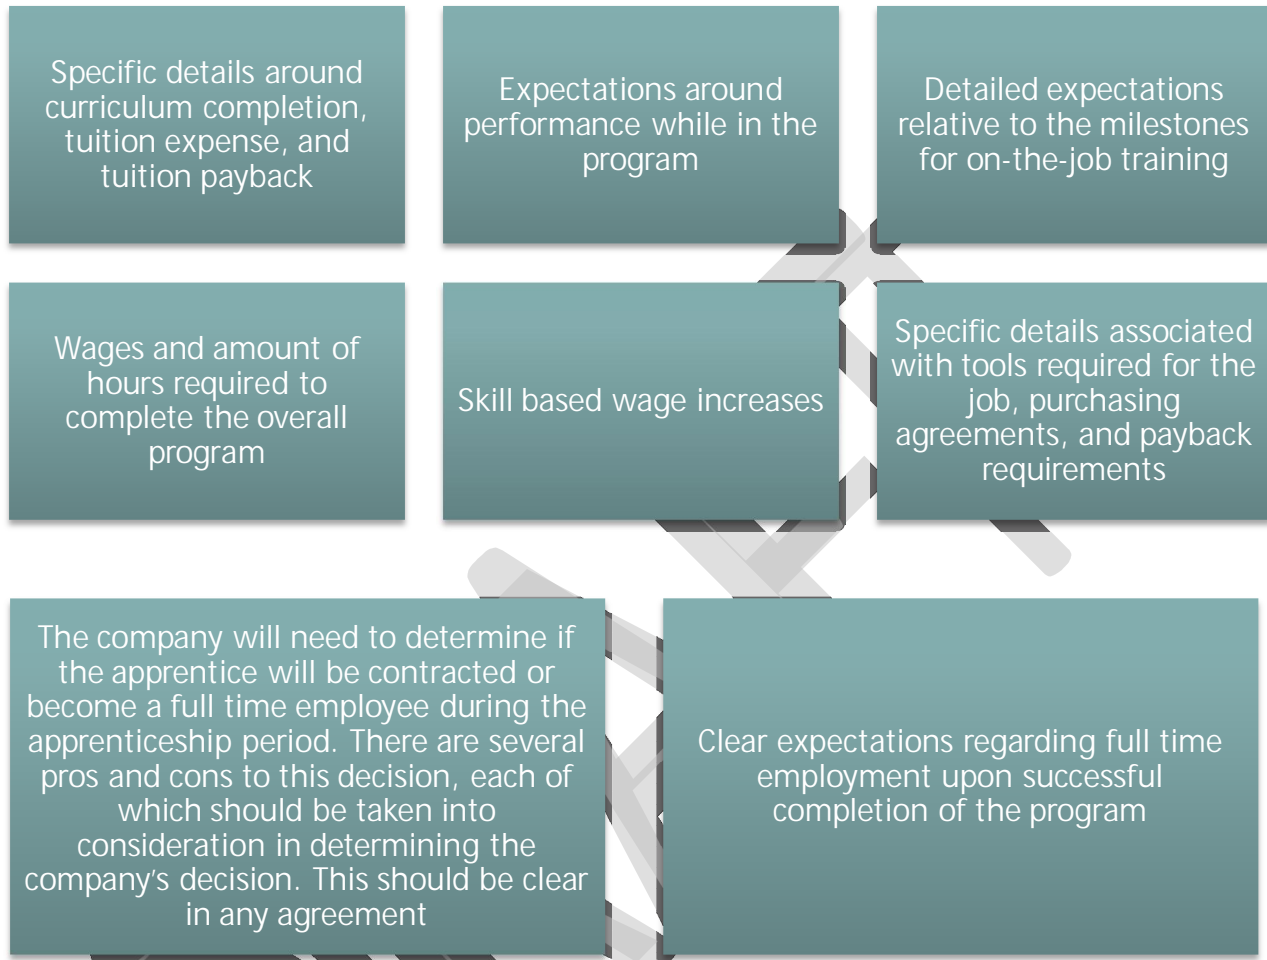 Specific details around
curriculum completion,
tuition expense, and
tuition payback
Expectations around
performance while in the
program
Detailed expectations
relative to the milestones
for on-the-job training
Wages and amount of
hours required to
complete the overall
program
Skill based wage increases
Specific details associated
with tools required for the
job, purchasing
agreements, and payback
requirements
The company will need to determine if
the apprentice will be contracted or
become a full time employee during the
apprenticeship period. There are several
pros and cons to this decision, each of
which should be taken into
consideration in determining the
company's decision. This should be clear
in any agreement
Clear expectations regarding full time
employment upon successful
completion of the program